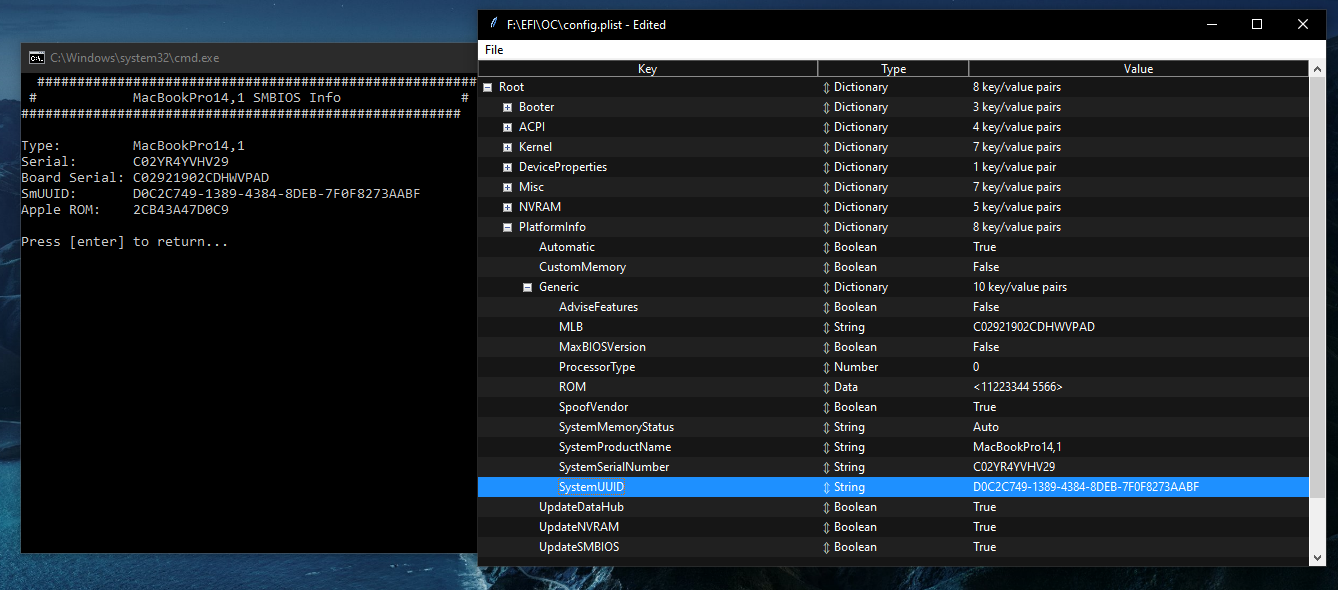 C:\Windows\system32\cmd.exe
#######################################################
# MacBookPro14,1 SMBIOS Info #
#######################################################
Type: MacBookPro14,1
Serial: C02YR4YVHV29
Board Serial: C02921902CDHWVPAD
SmUUID: D0C2C749-1389-4384-8DEB-7F0F8273AABF
Apple ROM: 2CB43A47D0C9
Press [enter] to return...
F:\EFI\OC\config.plist - Edited
File
Key Type Value
Root Dictionary 8 key/value pairs
Booter Dictionary 3 key/value pairs
ACPI Dictionary 4 key/value pairs
Kernel Dictionary 7 key/value pairs
DeviceProperties Dictionary 1 key/value pair
Misc Dictionary 7 key/value pairs
NVRAM Dictionary 5 key/value pairs
PlatformInfo Dictionary 8 key/value pairs
Automatic Boolean True
CustomMemory Boolean False
Generic Dictionary 10 key/value pairs
AdviseFeatures Boolean False
MLB String C02921902CDHWVPAD
MaxBIOSVersion Boolean False
ProcessorType Number 0
ROM Data <11223344 5566>
SpoofVendor Boolean True
SystemMemoryStatus String Auto
SystemProductName String MacBookPro14,1
SystemSerialNumber String C02YR4YVHV29
SystemUUID String D0C2C749-1389-4384-8DEB-7F0F8273AABF
UpdateDataHub Boolean True
UpdateNVRAM Boolean True
UpdateSMBIOS Boolean True